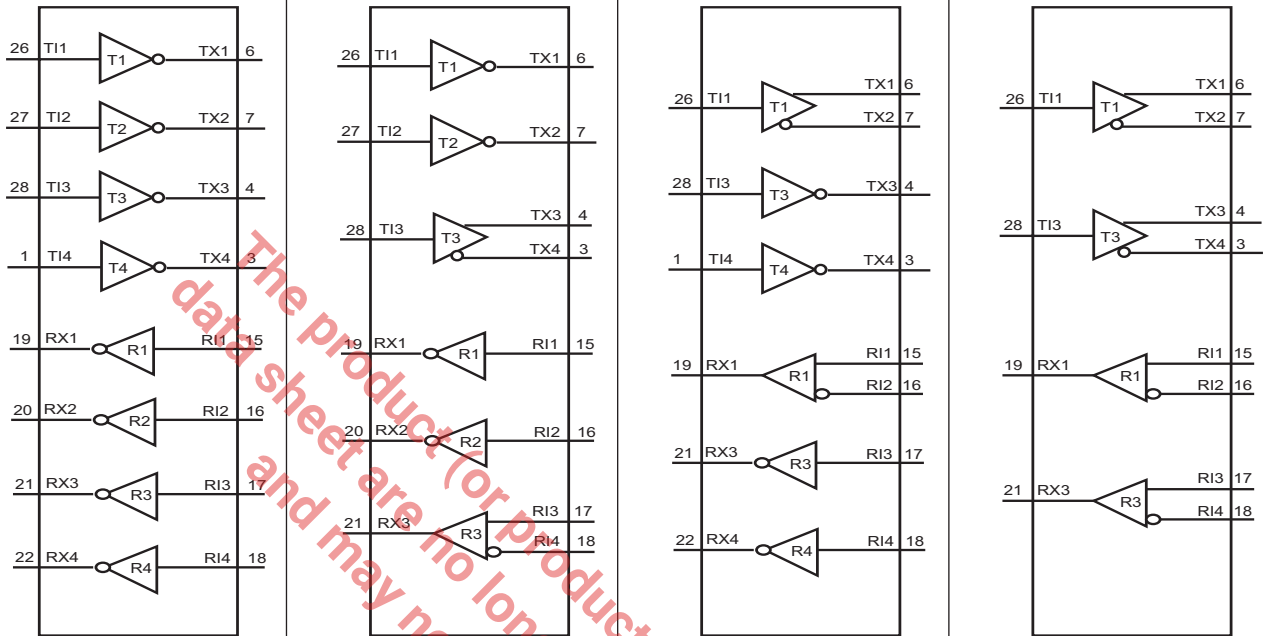 26 TI1 T1 TX1 6
27 TI2 T2 TX2 7
28 TI3 T3 TX3 4
1 TI4 T4 TX4 3
19 RX1 R1 RI1 15
20 RX2 R2 RI2 16
21 RX3 R3 RI3 17
22 RX4 R4 RI4 18
26 TI1 T1 TX1 6
27 TI2 T2 TX2 7
28 TI3 T3 TX3 4
TX4 3
19 RX1 R1 RI1 15
20 RX2 R2 RI2 16
21 RX3 R3 RI3 17
RI4 18
26 TI1 T1 TX1 6
TX2 7
28 TI3 T3 TX3 4
1 TI4 T4 TX4 3
19 RX1 R1 RI1 15
RI2 16
21 RX3 R3 RI3 17
22 RX4 R4 RI4 18
26 TI1 T1 TX1 6
TX2 7
28 TI3 T3 TX3 4
TX4 3
19 RX1 R1 RI1 15
RI2 16
21 RX3 R3 RI3 17
RI4 18
The product (or product
data sheet are no lon
and may no